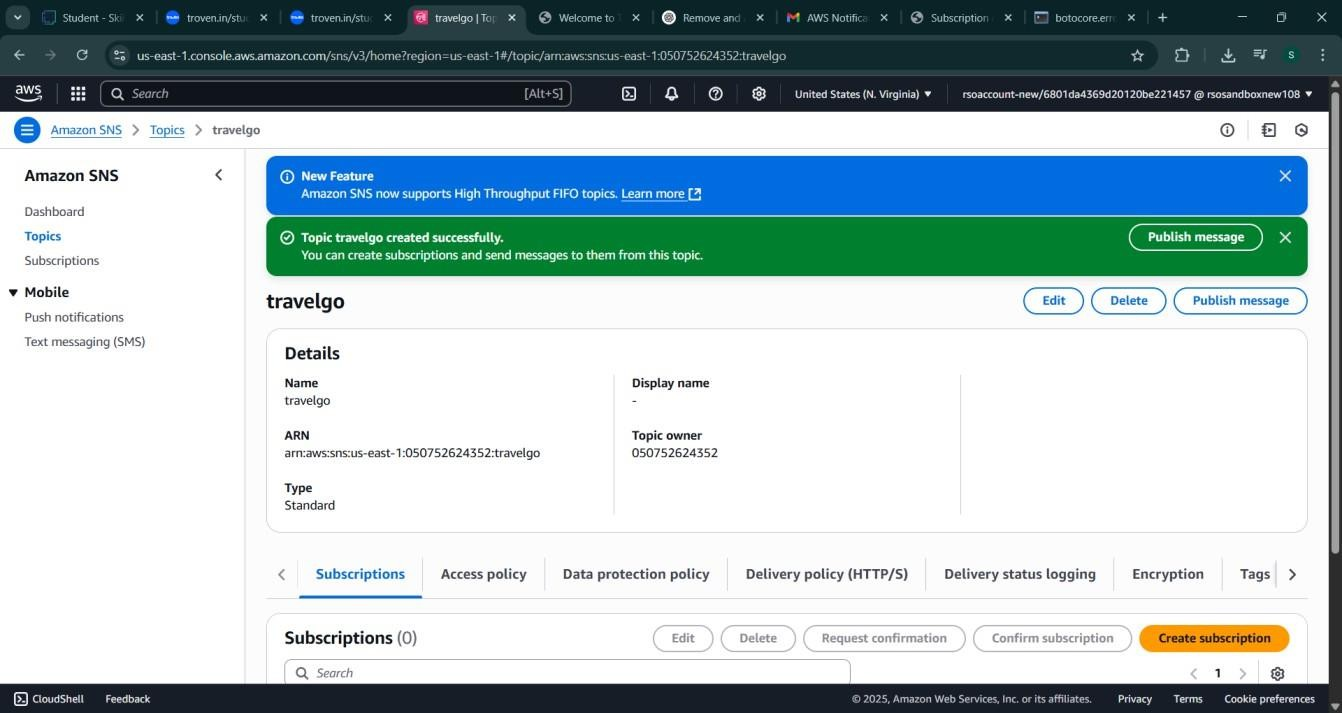 Student - Skil
troven.in/stu
troven.in/stu
travelgo | Top
Welcome to T
Remove and
AWS Notifica
Subscription
botocore.erro
us-east-1.console.aws.amazon.com/sns/v3/home?region=us-east-1#/topic/arn:aws:sns:us-east-1:050752624352:travelgo
S
aws
Search
[Alt+S]
United States (N. Virginia)
rsoaccount-new/6801da4369d20120be221457 @ rsosandboxnew108
Amazon SNS
Topics
travelgo
Amazon SNS
Dashboard
Topics
Subscriptions
Mobile
Push notifications
Text messaging (SMS)
New Feature
Amazon SNS now supports High Throughput FIFO topics. Learn more
Topic travelgo created successfully.
You can create subscriptions and send messages to them from this topic.
Publish message
travelgo
Edit
Delete
Publish message
Details
Name
travelgo
ARN
arn:aws:sns:us-east-1:050752624352:travelgo
Type
Standard
Display name
-
Topic owner
050752624352
Subscriptions
Access policy
Data protection policy
Delivery policy (HTTP/S)
Delivery status logging
Encryption
Tags
Subscriptions (0)
Edit
Delete
Request confirmation
Confirm subscription
Create subscription
Search
1
CloudShell
Feedback
© 2025, Amazon Web Services, Inc. or its affiliates.
Privacy
Terms
Cookie preferences